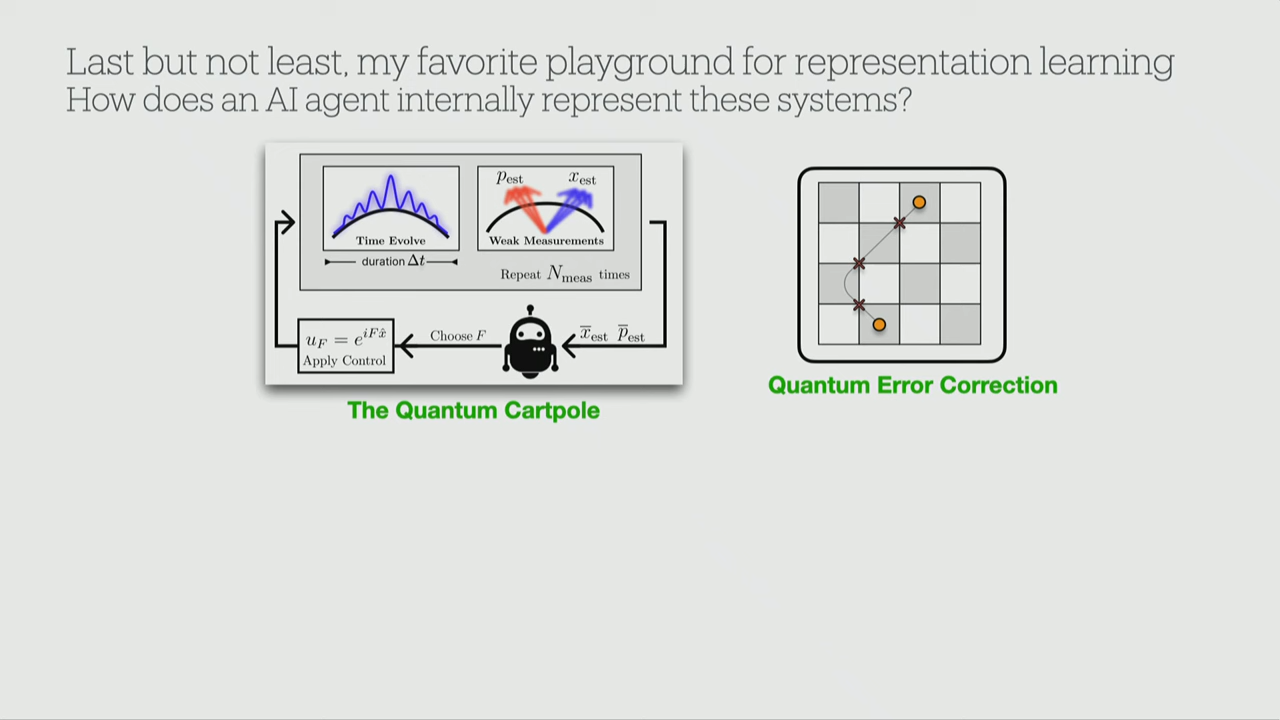 Last but not least, my favorite playground for representation learning
How does an AI agent internally represent these systems?
p_est x_est
Time Evolve
Weak Measurements
duration Δt
Repeat N_meas times
u_F = e^{iFx̂}
Apply Control
Choose F
x̅_est p̅_est
The Quantum Cartpole
Quantum Error Correction